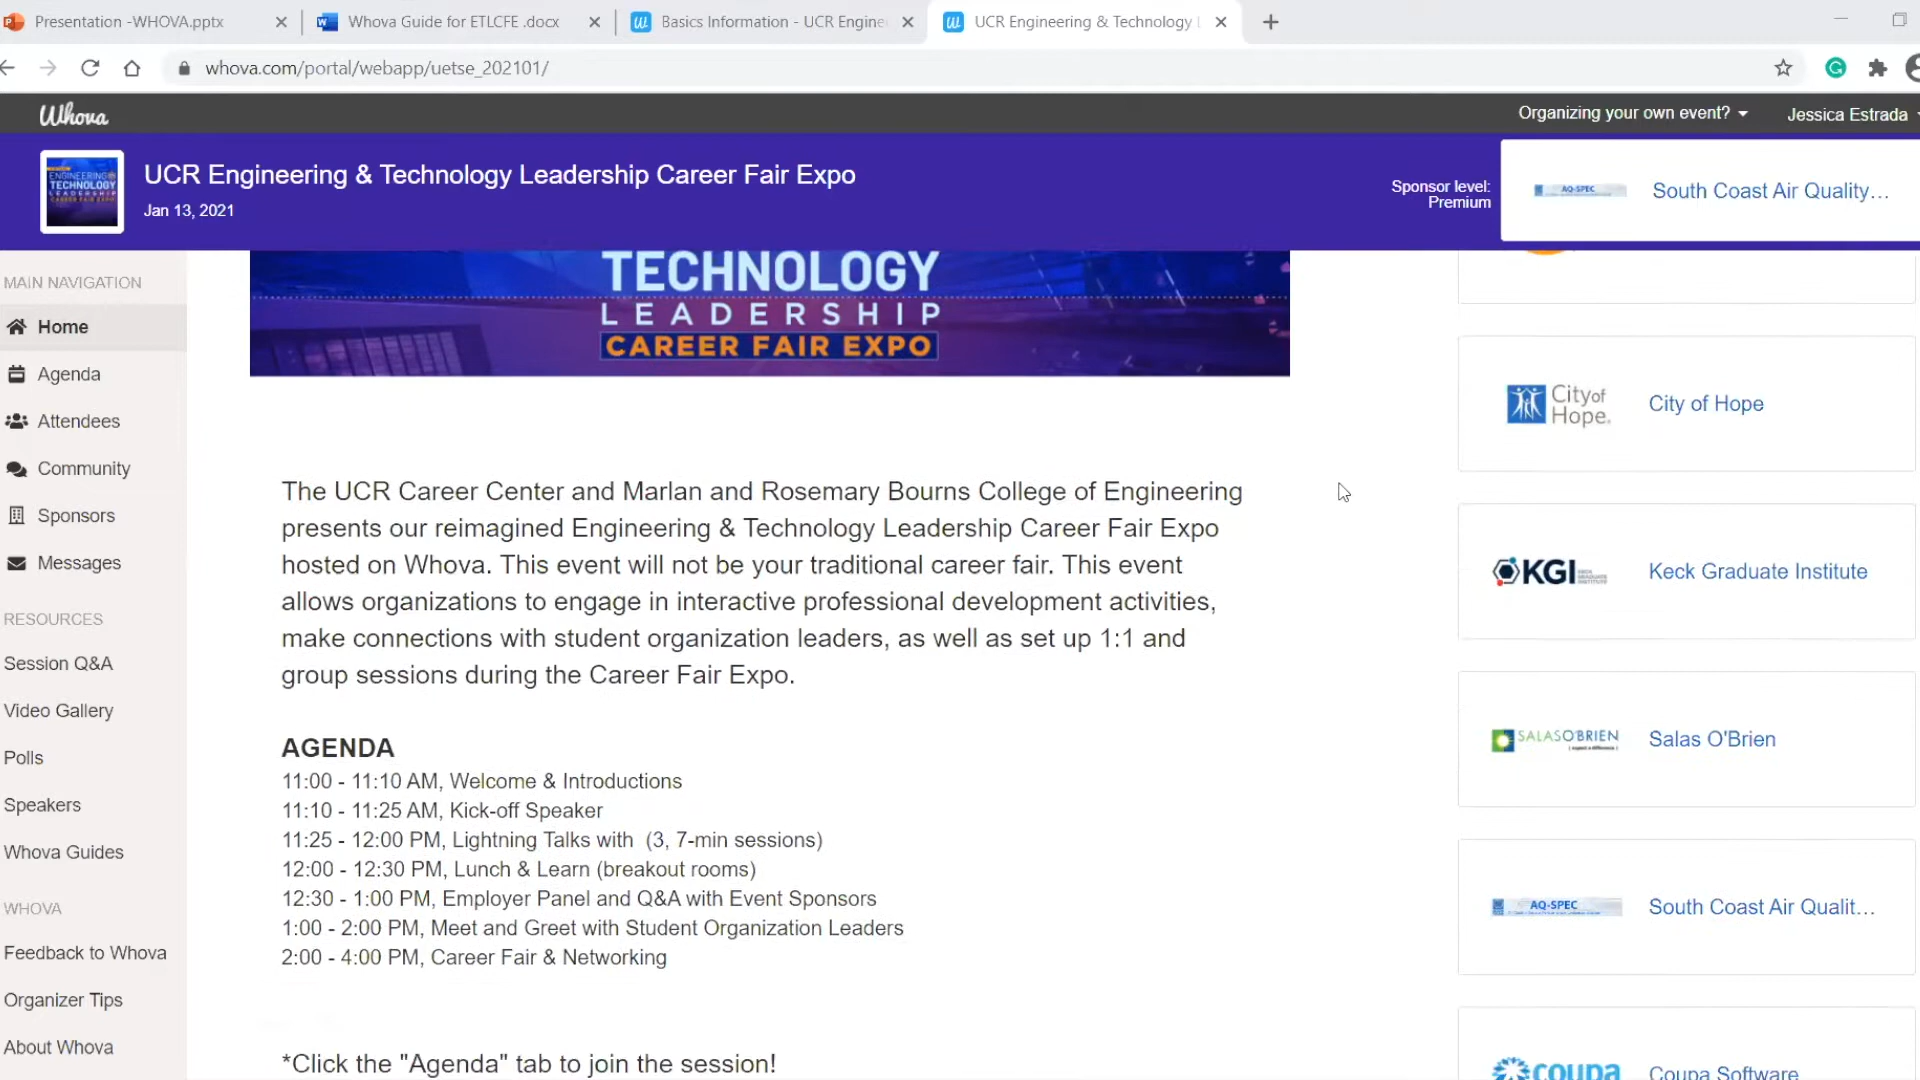 Presentation -WHOVA.pptx
Whova Guide for ETLCFE .docx
Basics Information - UCR Engine
UCR Engineering & Technology
whova.com/portal/webapp/uetse_202101/
Whova
Organizing your own event?
Jessica Estrada
ENGINEERING
TECHNOLOGY
LEADERSHIP
CAREER FAIR EXPO
UCR Engineering & Technology Leadership Career Fair Expo
Jan 13, 2021
Sponsor level:
Premium
AQ-SPEC
South Coast Air Quality...
MAIN NAVIGATION
Home
Agenda
Attendees
Community
Sponsors
Messages
RESOURCES
Session Q&A
Video Gallery
Polls
Speakers
Whova Guides
WHOVA
Feedback to Whova
Organizer Tips
About Whova
TECHNOLOGY
LEADERSHIP
CAREER FAIR EXPO
The UCR Career Center and Marlan and Rosemary Bourns College of Engineering
presents our reimagined Engineering & Technology Leadership Career Fair Expo
hosted on Whova. This event will not be your traditional career fair. This event
allows organizations to engage in interactive professional development activities,
make connections with student organization leaders, as well as set up 1:1 and
group sessions during the Career Fair Expo.
AGENDA
11:00 - 11:10 AM, Welcome & Introductions
11:10 - 11:25 AM, Kick-off Speaker
11:25 - 12:00 PM, Lightning Talks with (3, 7-min sessions)
12:00 - 12:30 PM, Lunch & Learn (breakout rooms)
12:30 - 1:00 PM, Employer Panel and Q&A with Event Sponsors
1:00 - 2:00 PM, Meet and Greet with Student Organization Leaders
2:00 - 4:00 PM, Career Fair & Networking
*Click the "Agenda" tab to join the session!
City of
Hope.
City of Hope
KGI KECK GRADUATE INSTITUTE
Keck Graduate Institute
SALAS O'BRIEN
Salas O'Brien
AQ-SPEC
South Coast Air Qualit...
coupa
Coupa Software